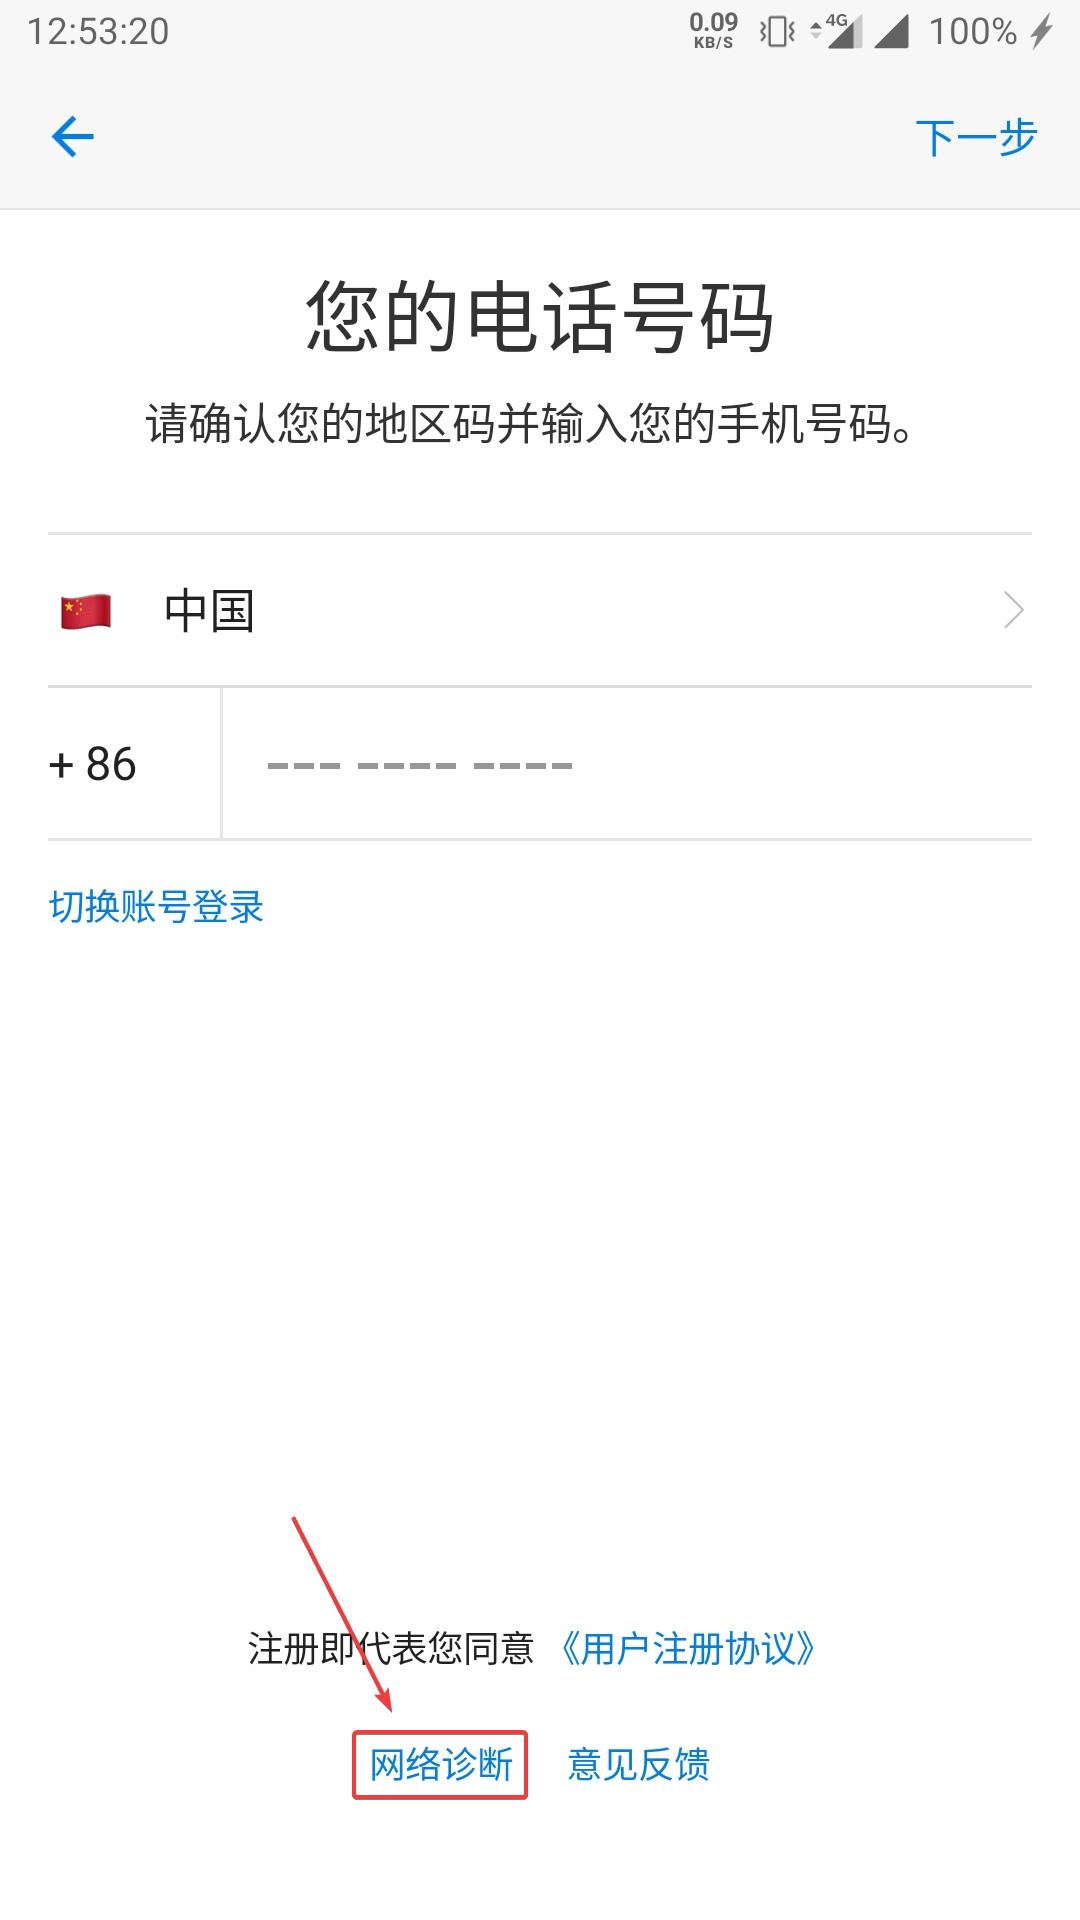 12:53:20
0.09
KB/S
4G
100%
下一步
您的电话号码
请确认您的地区码并输入您的手机号码。
中国
+ 86
--- ---- ----
切换账号登录
注册即代表您同意 《用户注册协议》
网络诊断 意见反馈